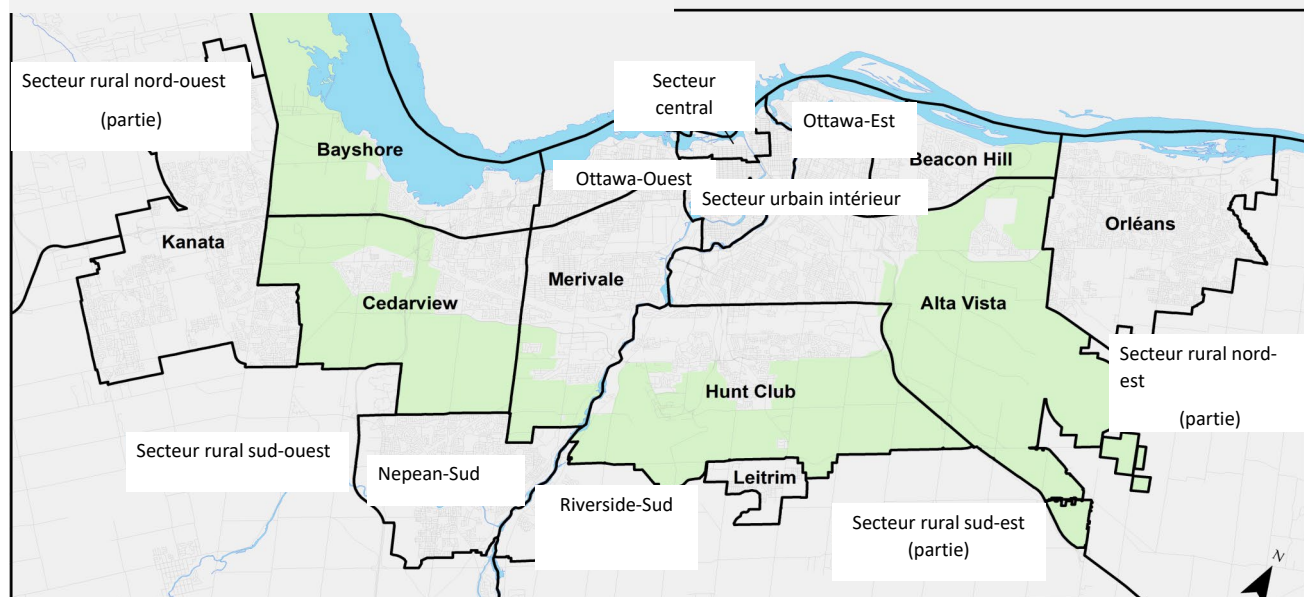 Secteur rural nord-ouest
(partie)
Secteur
central
Ottawa-Est
Bayshore
Beacon Hill
Ottawa-Ouest
Secteur urbain intérieur
Kanata
Orléans
Merivale
Cedarview
Alta Vista
Secteur rural nord-
est
(partie)
Hunt Club
Secteur rural sud-ouest
Nepean-Sud
Leitrim
Riverside-Sud
Secteur rural sud-est
(partie)
N